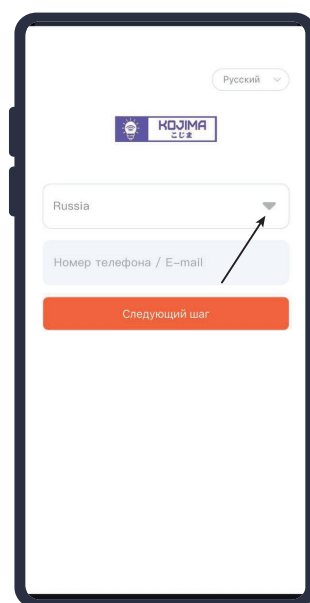 Русский
KOJIMA
こじま
Russia
Номер телефона / E-mail
Следующий шаг